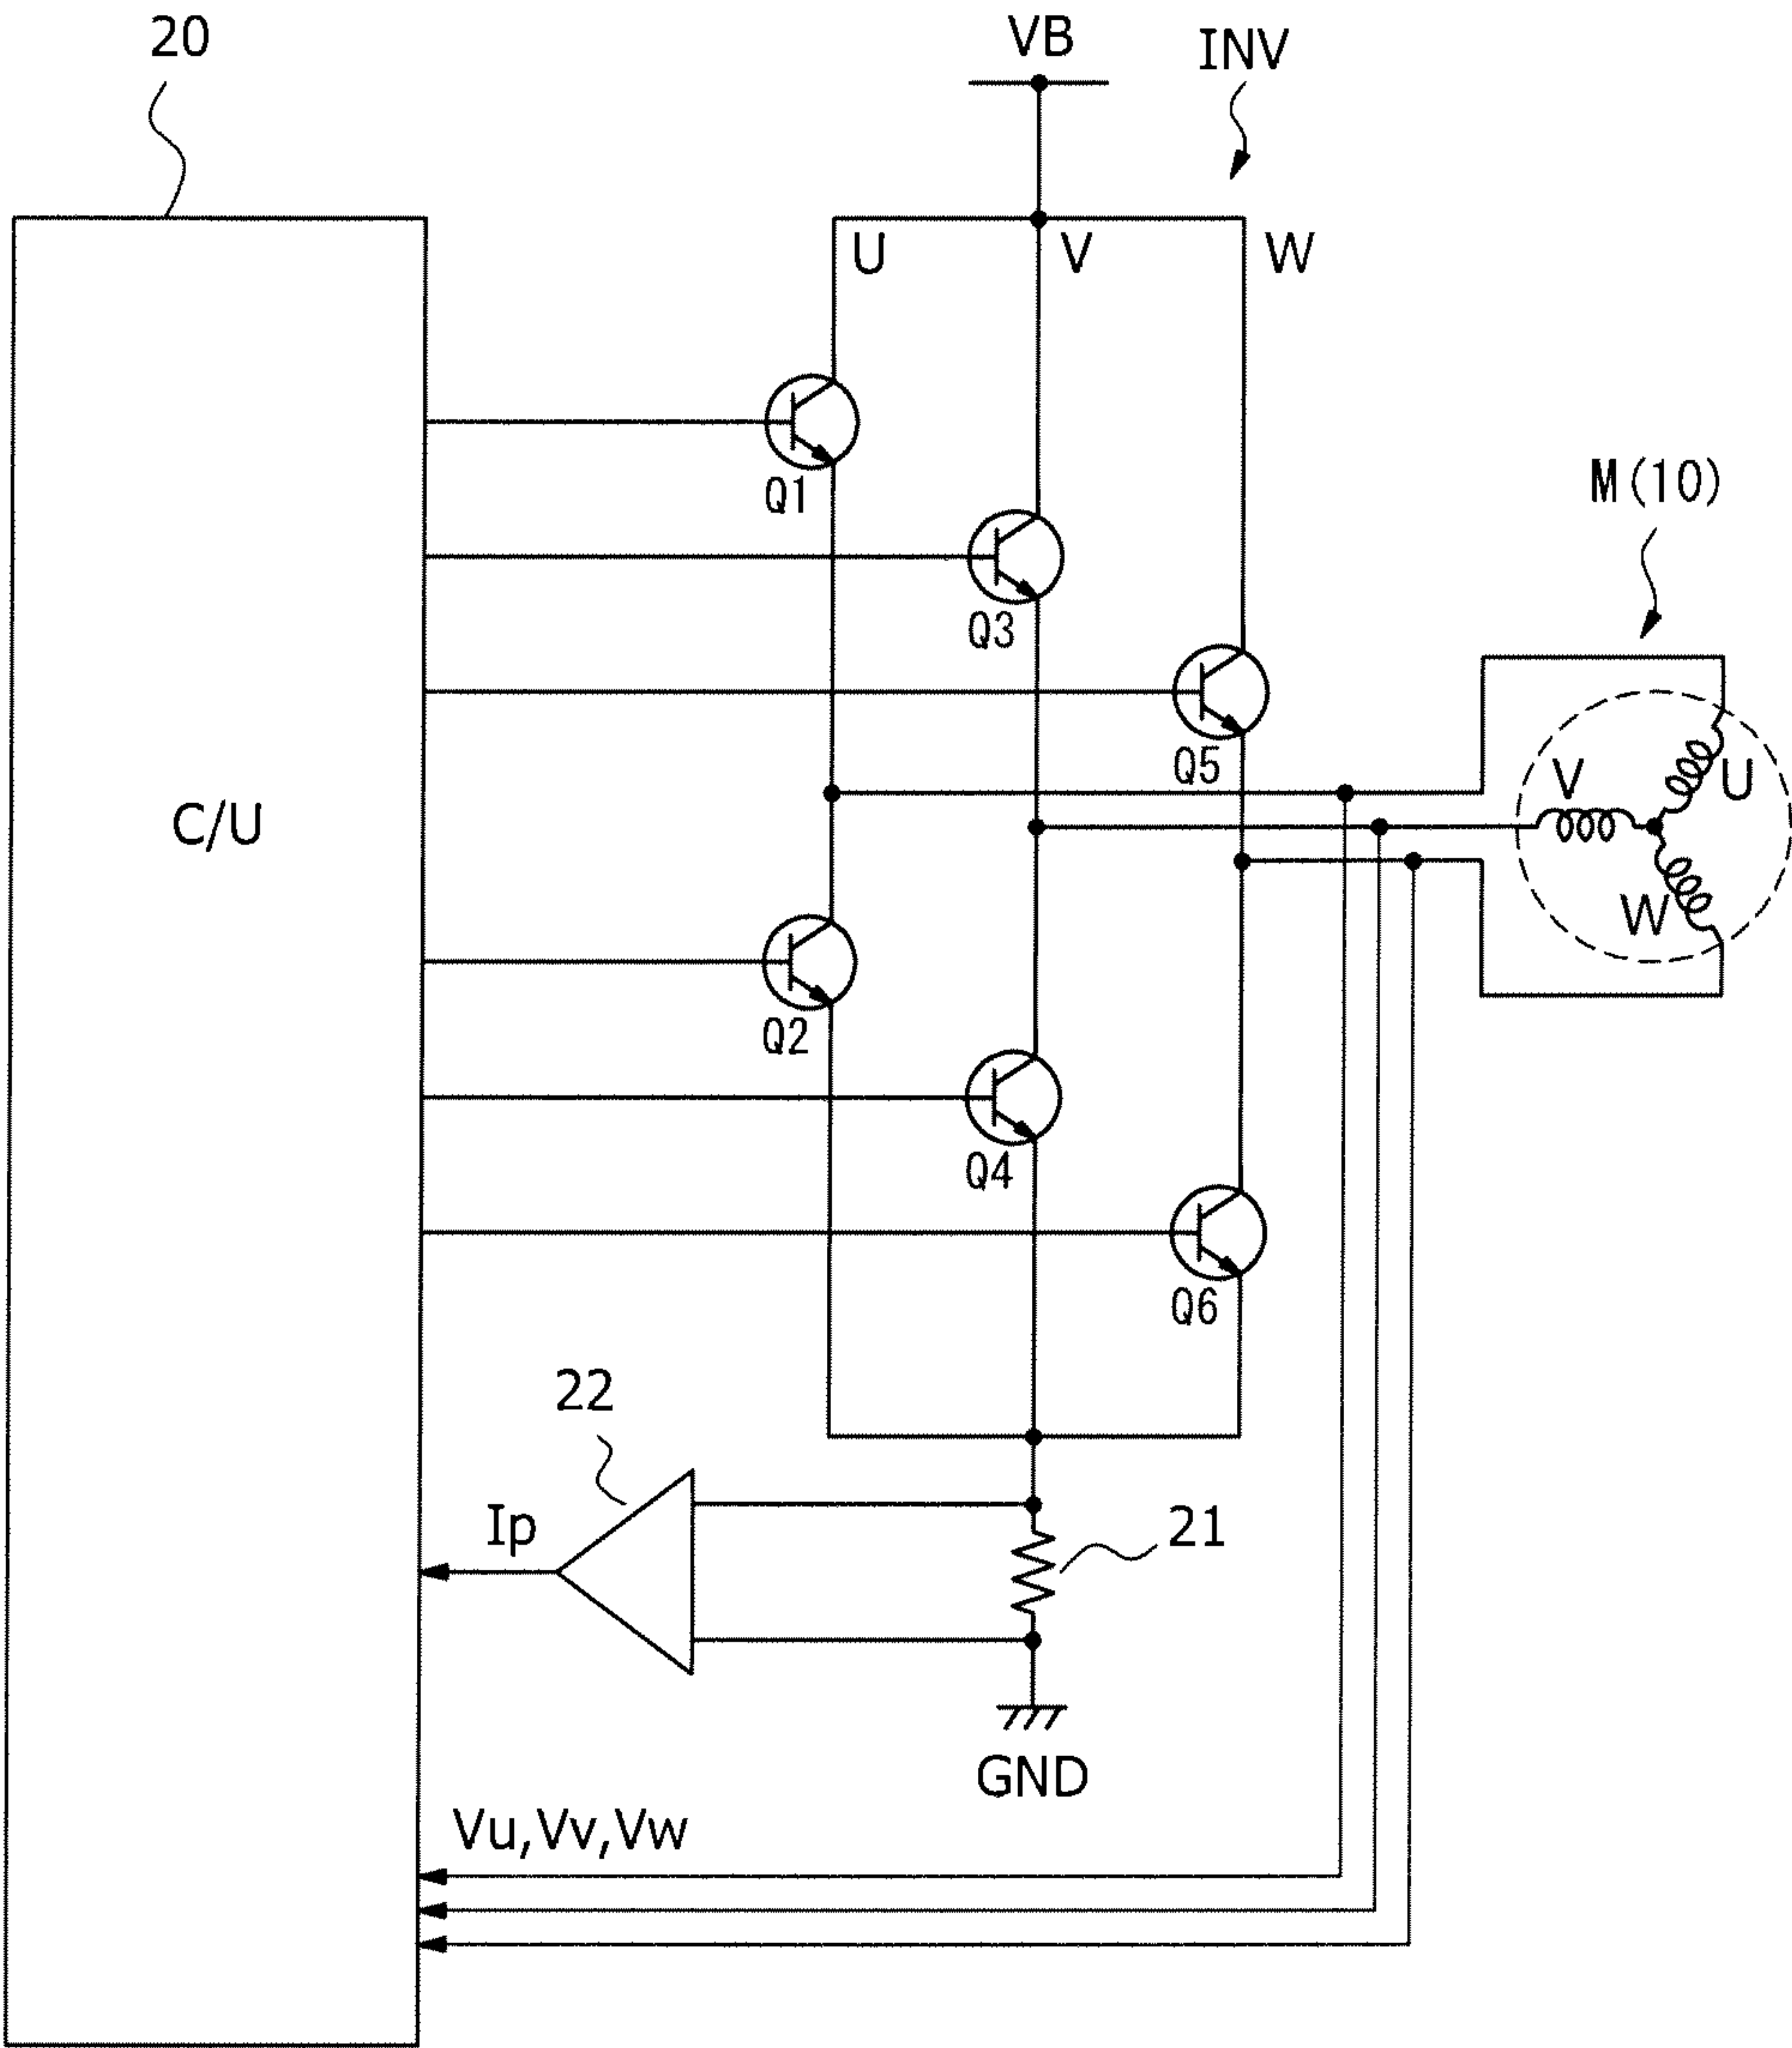 20
VB
INV
U
V
W
Q1
M(10)
Q3
Q5
V
U
C/U
W
Q2
Q4
Q6
22
Ip
21
GND
Vu,Vv,Vw